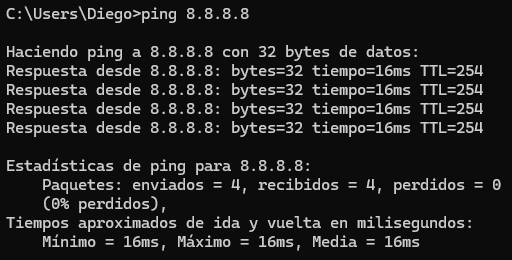 C:\Users\Diego>ping 8.8.8.8
Haciendo ping a 8.8.8.8 con 32 bytes de datos:
Respuesta desde 8.8.8.8: bytes=32 tiempo=16ms TTL=254
Respuesta desde 8.8.8.8: bytes=32 tiempo=16ms TTL=254
Respuesta desde 8.8.8.8: bytes=32 tiempo=16ms TTL=254
Respuesta desde 8.8.8.8: bytes=32 tiempo=16ms TTL=254
Estadísticas de ping para 8.8.8.8:
    Paquetes: enviados = 4, recibidos = 4, perdidos = 0
    (0% perdidos),
Tiempos aproximados de ida y vuelta en milisegundos:
    Mínimo = 16ms, Máximo = 16ms, Media = 16ms